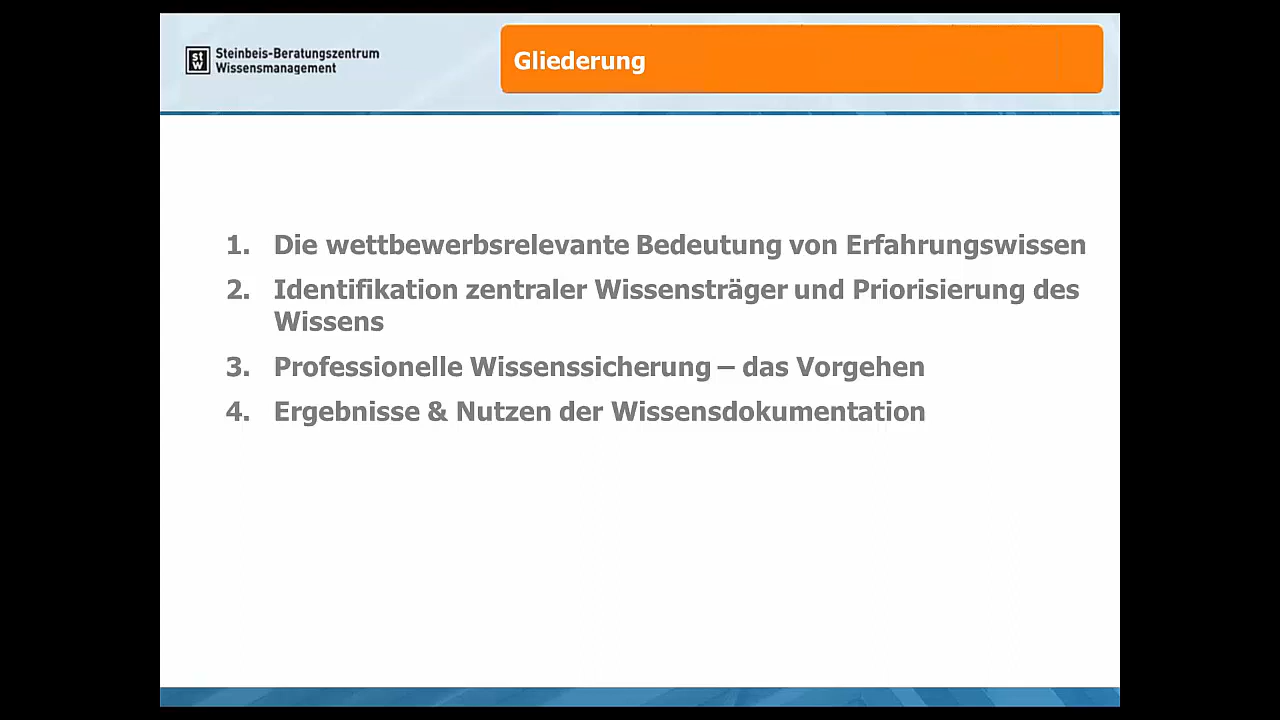 stw
Steinbeis-Beratungszentrum
Wissensmanagement
Gliederung
1. Die wettbewerbsrelevante Bedeutung von Erfahrungswissen
2. Identifikation zentraler Wissensträger und Priorisierung des
Wissens
3. Professionelle Wissenssicherung – das Vorgehen
4. Ergebnisse & Nutzen der Wissensdokumentation